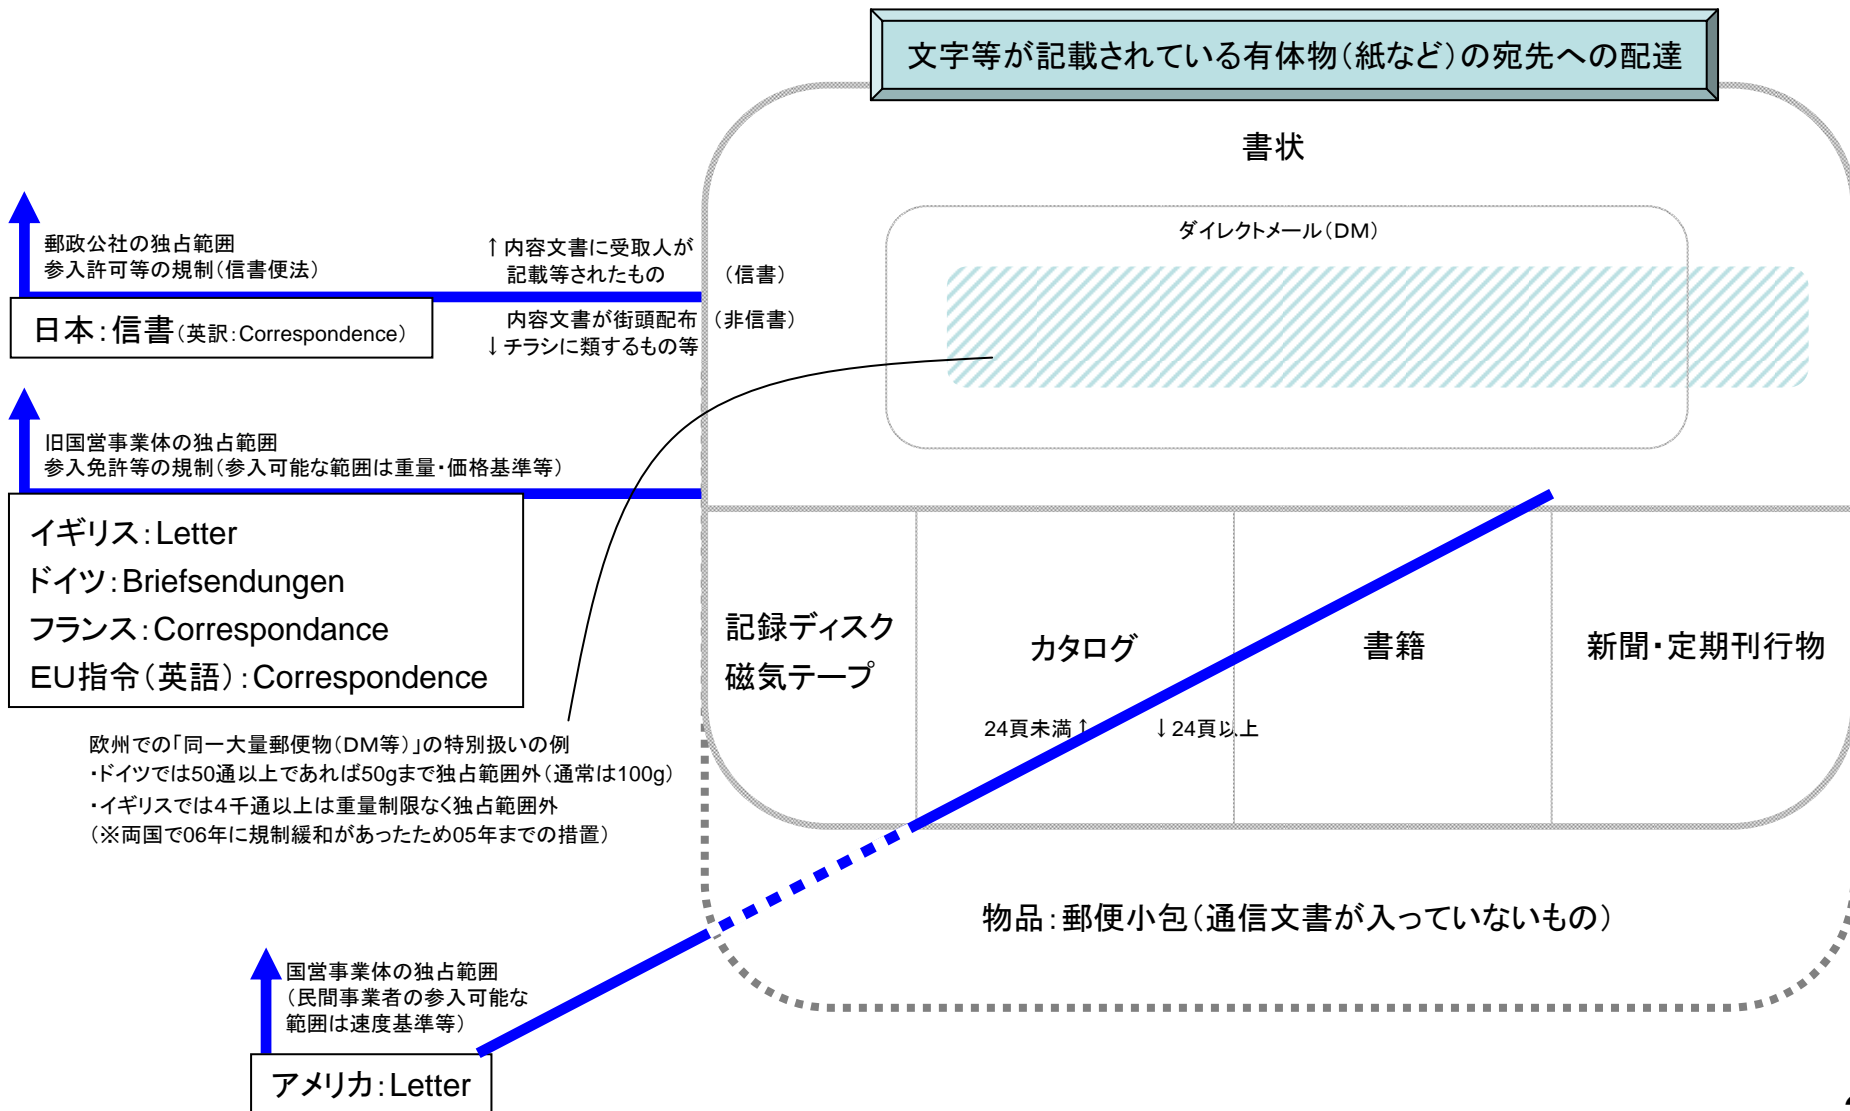 文字等が記載されている有体物(紙など)の宛先への配達
書状
ダイレクトメール(DM)
郵政公社の独占範囲
参入許可等の規制(信書便法)
↑内容文書に受取人が
記載等されたもの
(信書)
日本:信書(英訳:Correspondence)
内容文書が街頭配布
↓チラシに類するもの等
(非信書)
旧国営事業体の独占範囲
参入免許等の規制(参入可能な範囲は重量・価格基準等)
イギリス:Letter
ドイツ:Briefsendungen
フランス:Correspondance
EU指令(英語):Correspondence
記録ディスク
磁気テープ
カタログ
書籍
新聞・定期刊行物
24頁未満↑
↓24頁以上
欧州での「同一大量郵便物(DM等)」の特別扱いの例
・ドイツでは50通以上であれば50gまで独占範囲外(通常は100g)
・イギリスでは4千通以上は重量制限なく独占範囲外
(※両国で06年に規制緩和があったため05年までの措置)
物品:郵便小包(通信文書が入っていないもの)
国営事業体の独占範囲
(民間事業者の参入可能な
範囲は速度基準等)
アメリカ:Letter